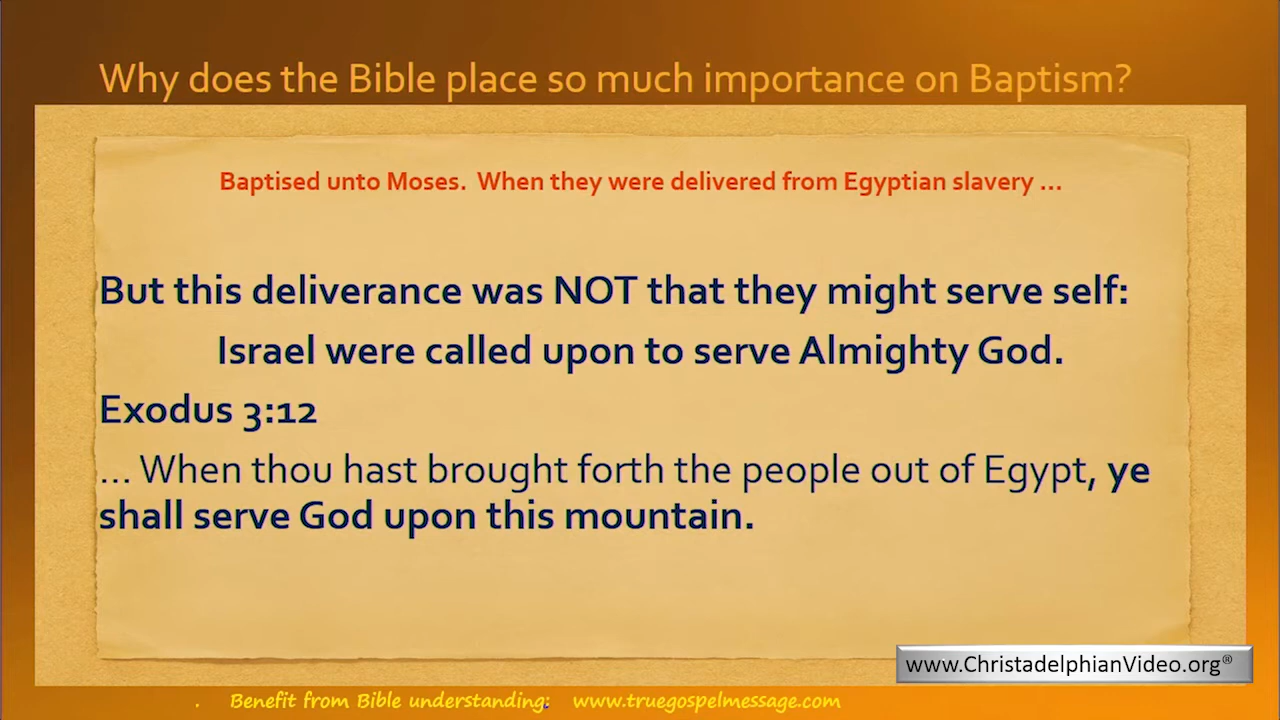 Why does the Bible place so much importance on Baptism?
Baptised unto Moses. When they were delivered from Egyptian slavery ...
But this deliverance was NOT that they might serve self:
Israel were called upon to serve Almighty God.
Exodus 3:12
... When thou hast brought forth the people out of Egypt, ye
shall serve God upon this mountain.
www.ChristadelphianVideo.org®
. Benefit from Bible understanding: www.truegospelmessage.com